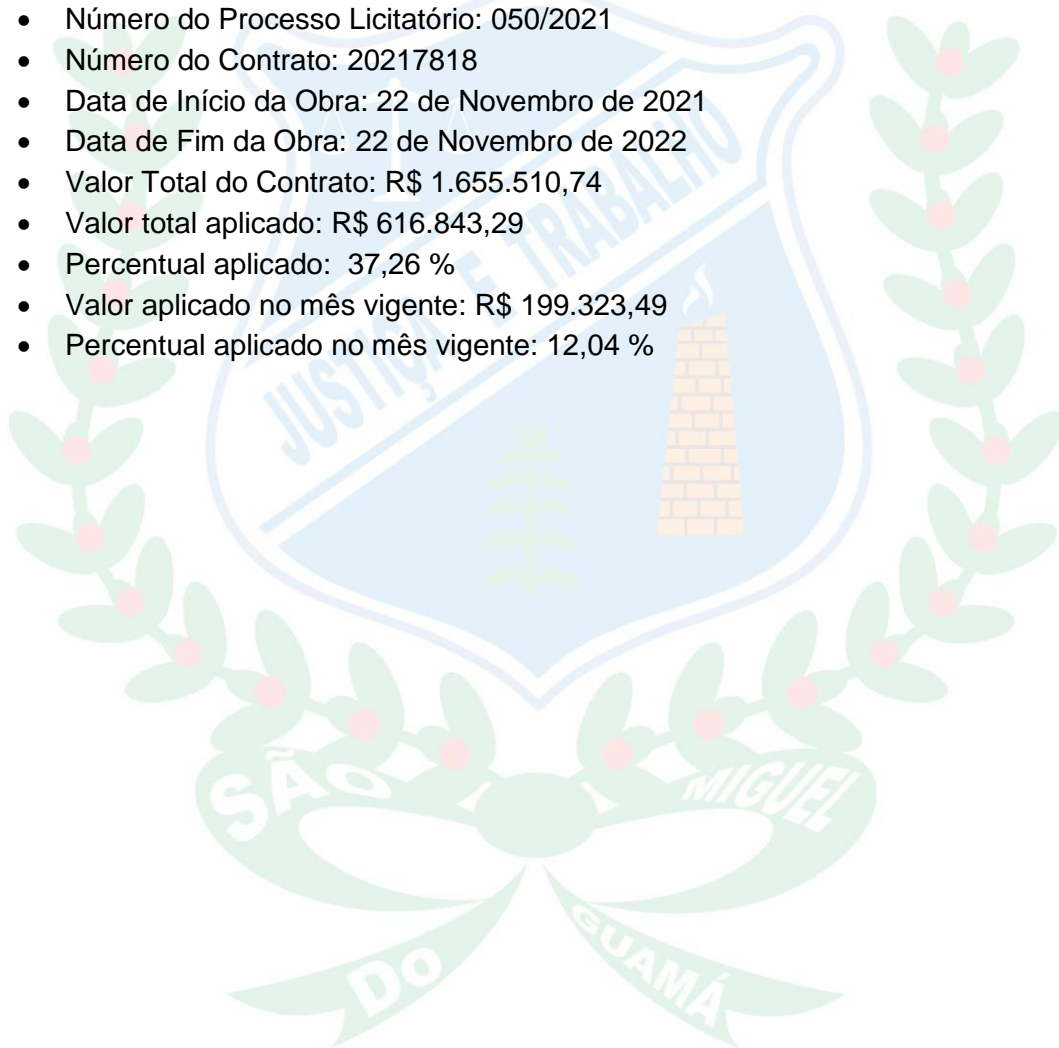 • Número do Processo Licitatório: 050/2021
• Número do Contrato: 20217818
• Data de Início da Obra: 22 de Novembro de 2021
• Data de Fim da Obra: 22 de Novembro de 2022
• Valor Total do Contrato: R$ 1.655.510,74
• Valor total aplicado: R$ 616.843,29
• Percentual aplicado: 37,26 %
• Valor aplicado no mês vigente: R$ 199.323,49
• Percentual aplicado no mês vigente: 12,04 %
JUSTIÇA E TRABALHO
SÃO MIGUEL
DO GUAMÁ